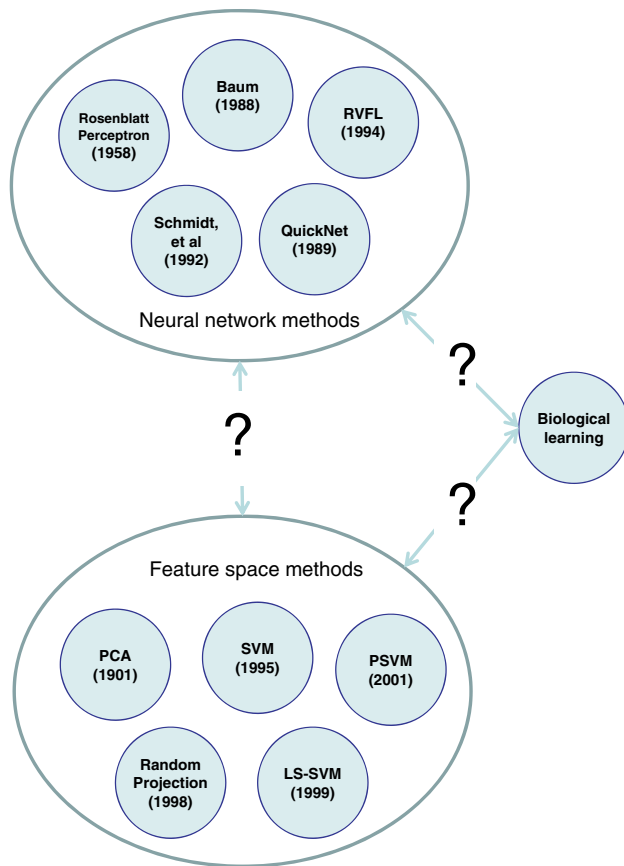 Baum
(1988)
RVFL
(1994)
Rosenblatt
Perceptron
(1958)
Schmidt,
et al
(1992)
QuickNet
(1989)
Neural network methods
?
?
Biological
learning
?
Feature space methods
PCA
(1901)
SVM
(1995)
PSVM
(2001)
Random
Projection
(1998)
LS-SVM
(1999)